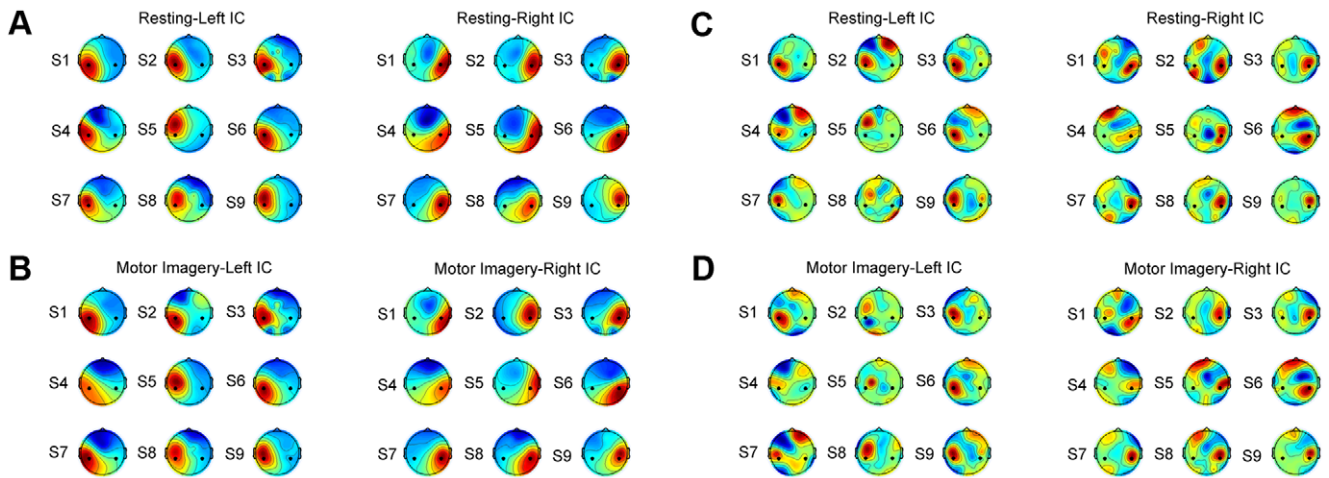 A
Resting-Left IC
Resting-Right IC
S1 S2 S3
S1 S2 S3
S4 S5 S6
S4 S5 S6
S7 S8 S9
S7 S8 S9
B
Motor Imagery-Left IC
Motor Imagery-Right IC
S1 S2 S3
S1 S2 S3
S4 S5 S6
S4 S5 S6
S7 S8 S9
S7 S8 S9
C
Resting-Left IC
Resting-Right IC
S1 S2 S3
S1 S2 S3
S4 S5 S6
S4 S5 S6
S7 S8 S9
S7 S8 S9
D
Motor Imagery-Left IC
Motor Imagery-Right IC
S1 S2 S3
S1 S2 S3
S4 S5 S6
S4 S5 S6
S7 S8 S9
S7 S8 S9